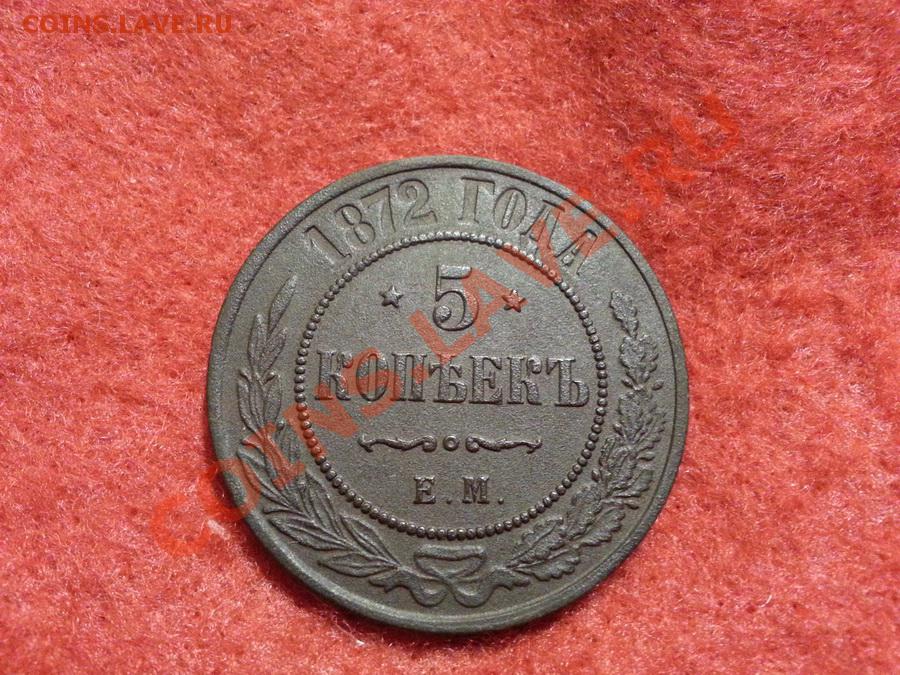 COINS.LAVE.RU
1872 ГОДА
5
КОПѢЕКЪ
Е.М.
COINS.LAVE.RU